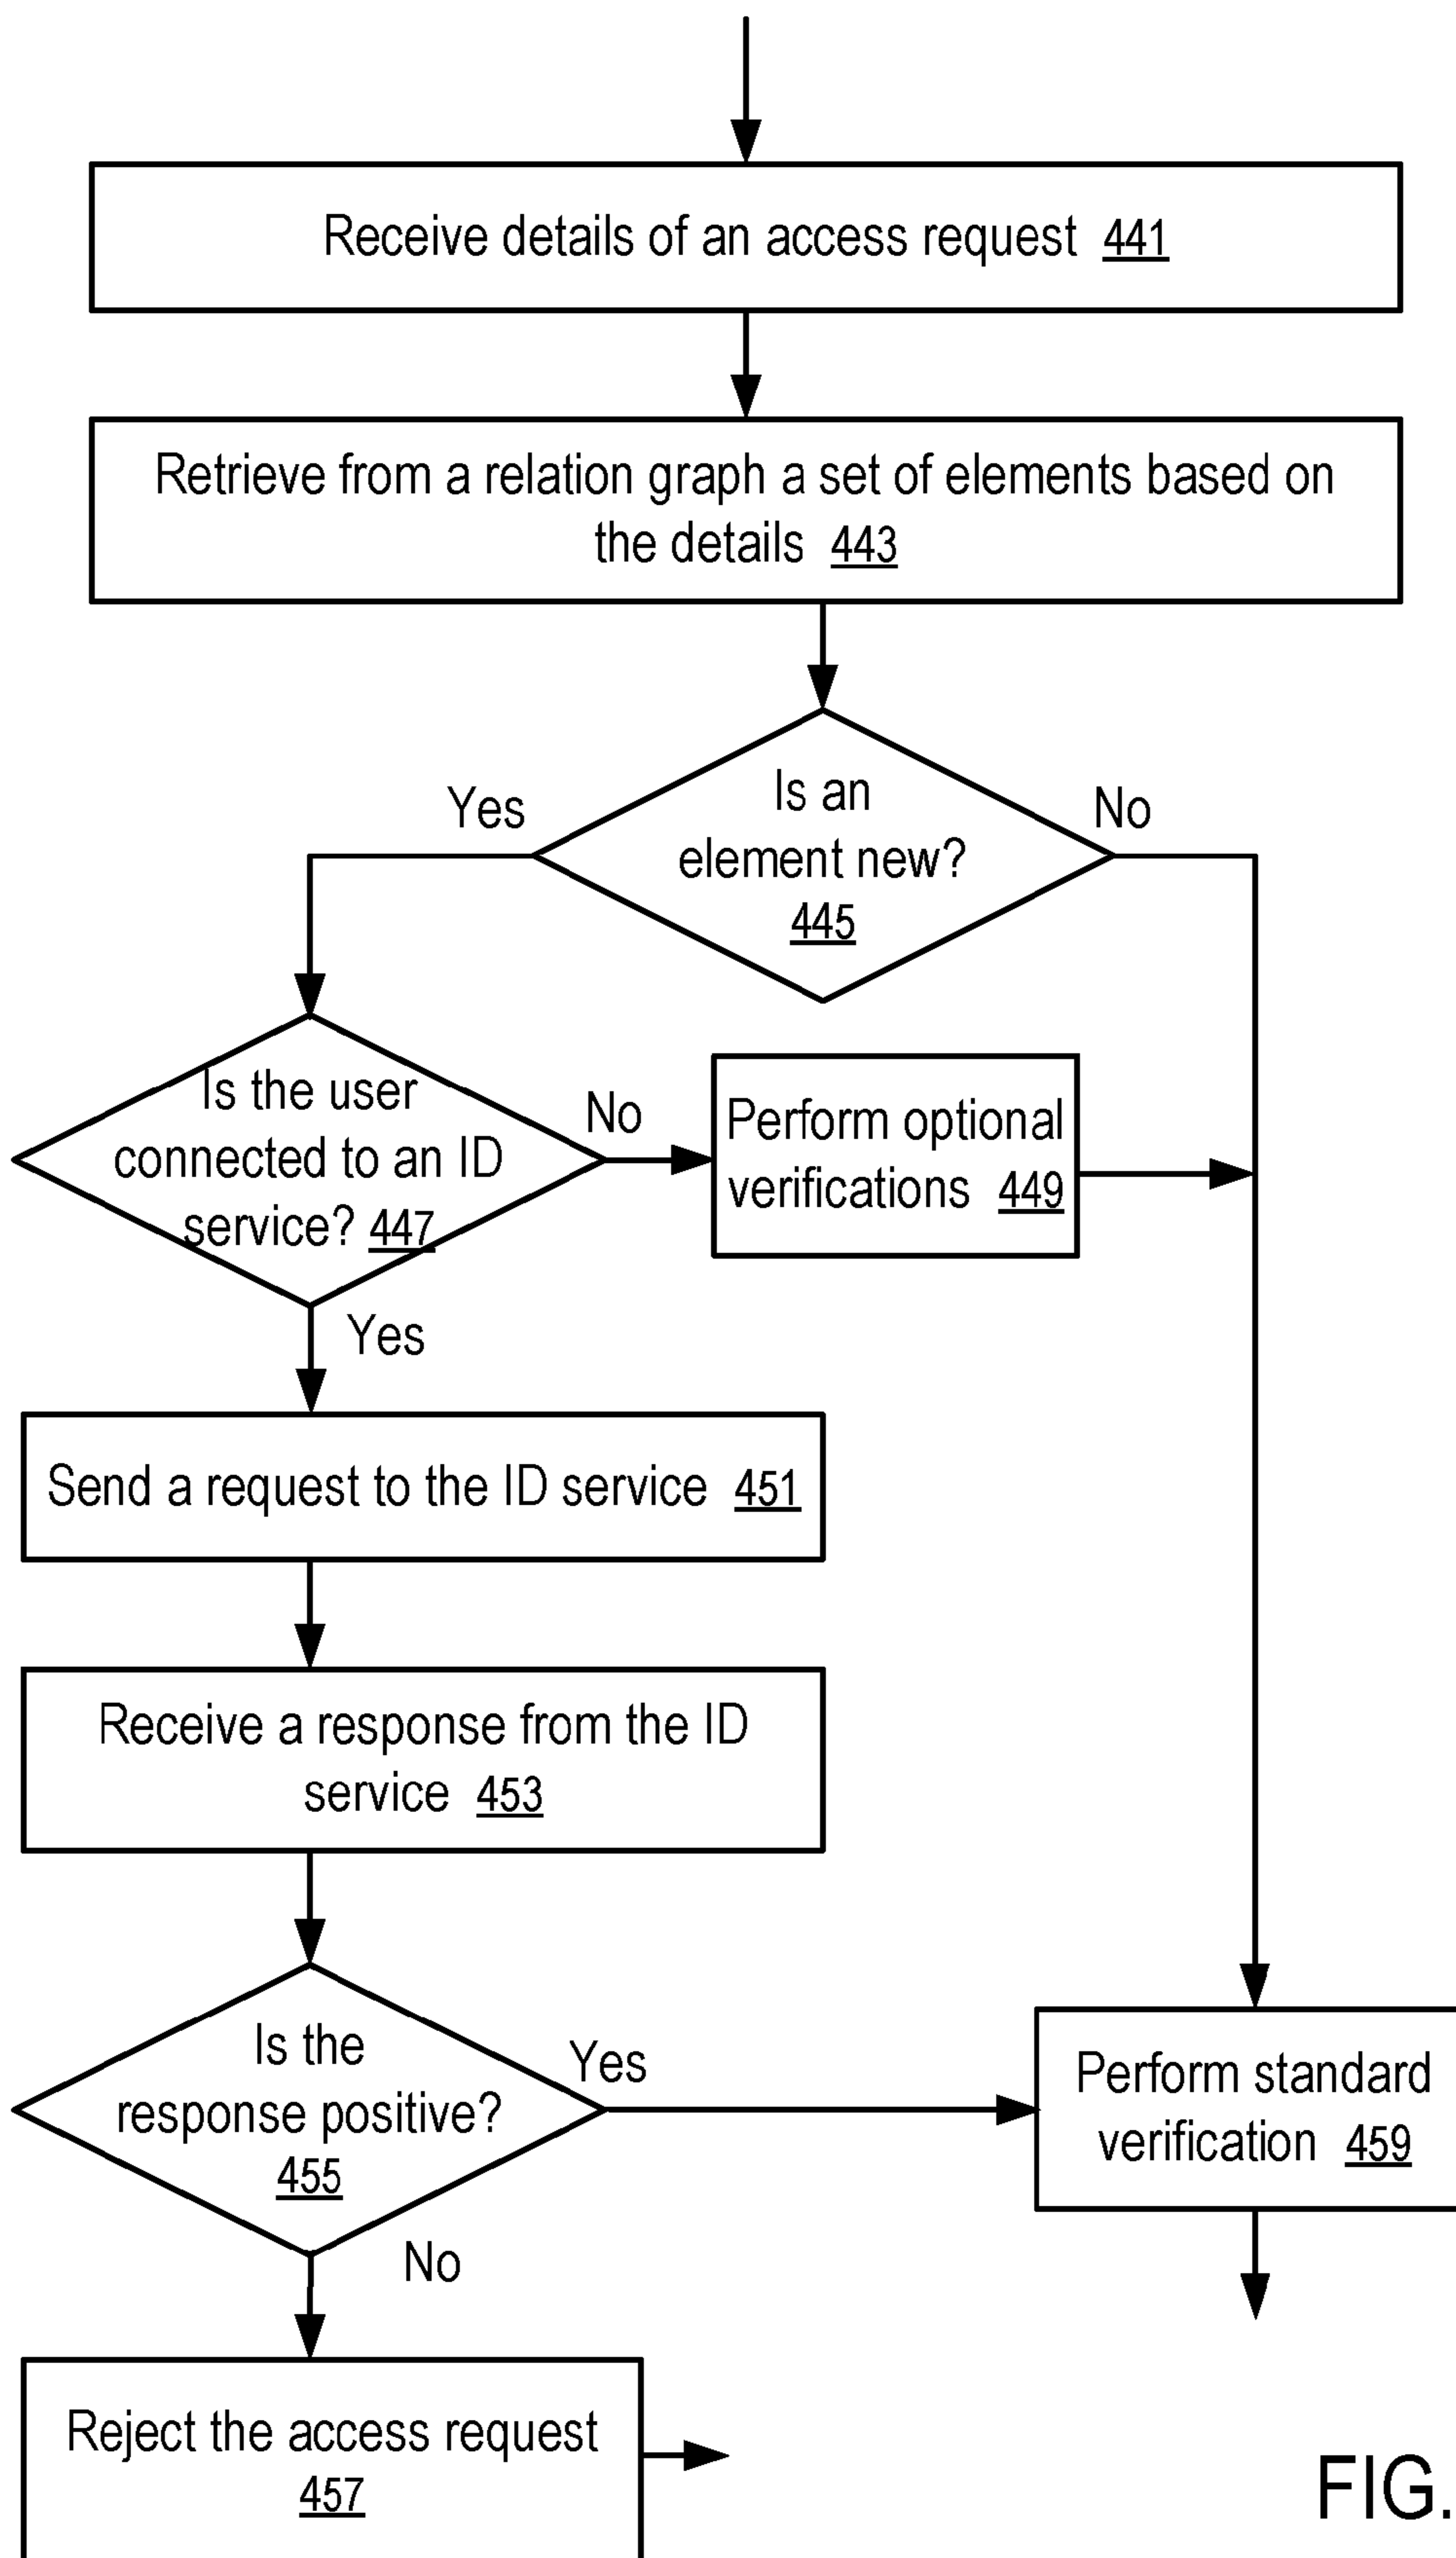 Receive details of an access request 441
Retrieve from a relation graph a set of elements based on
the details 443
Is an
element new?
445
Yes
No
Is the user
connected to an ID
service? 447
No
Yes
Perform optional
verifications 449
Send a request to the ID service 451
Receive a response from the ID
service 453
Is the
response positive?
455
Yes
No
Perform standard
verification 459
Reject the access request
457
FIG.